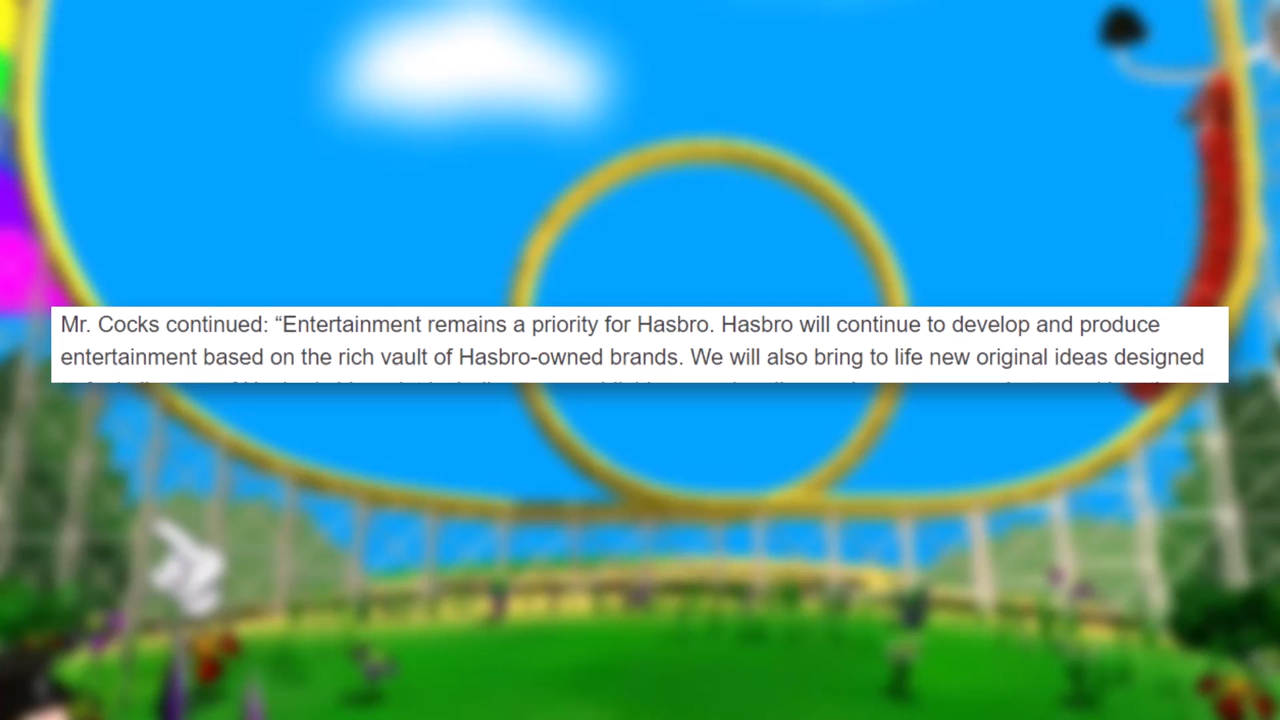 Mr. Cocks continued: “Entertainment remains a priority for Hasbro. Hasbro will continue to develop and produce
entertainment based on the rich vault of Hasbro-owned brands. We will also bring to life new original ideas designed